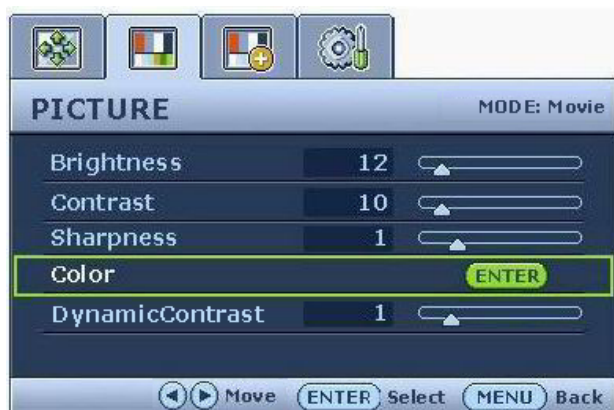 PICTURE MODE: Movie
Brightness 12
Contrast 10
Sharpness 1
Color ENTER
DynamicContrast 1
Move ENTER Select MENU Back